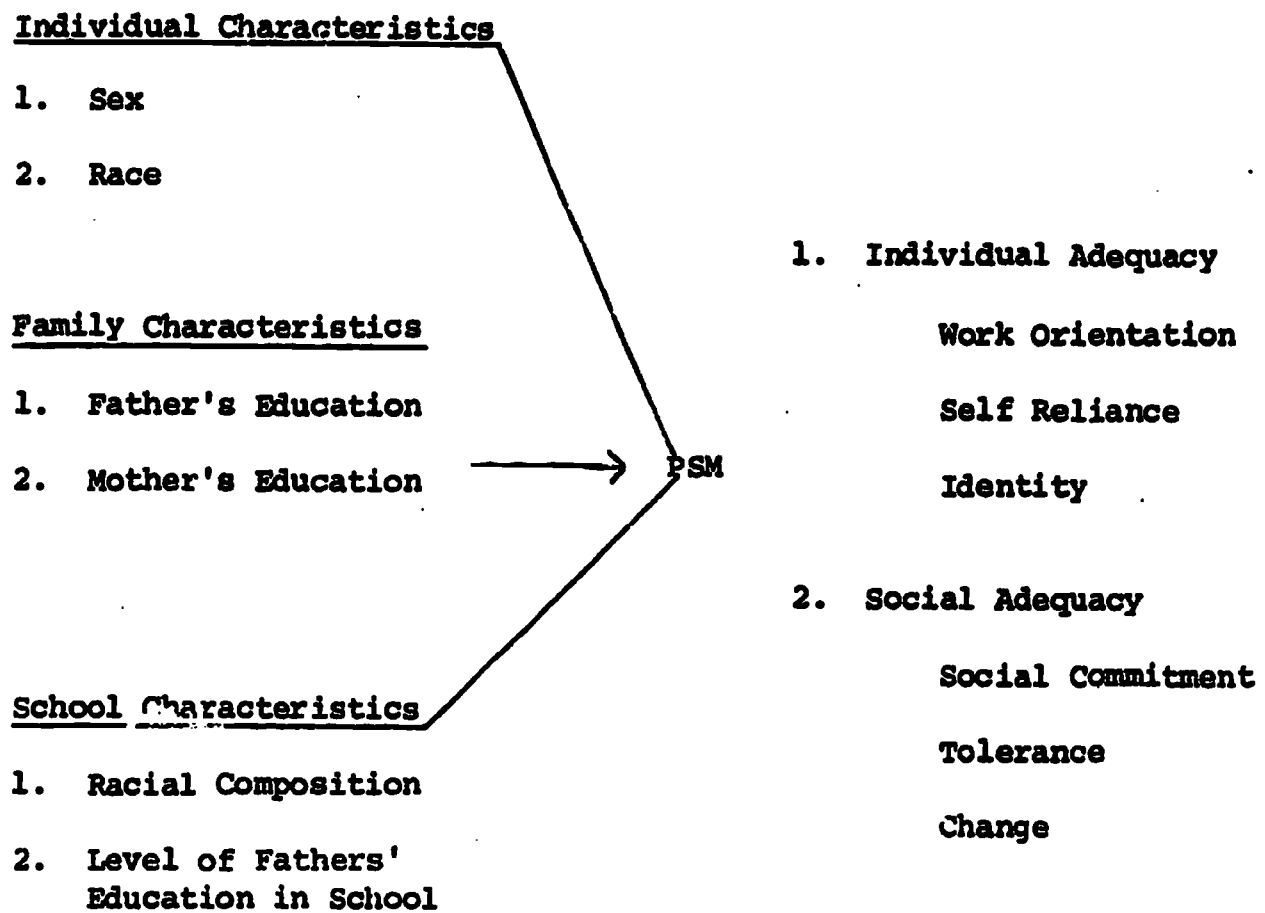 Individual Characteristics
1. Sex
2. Race
Family Characteristics
1. Father's Education
2. Mother's Education
School Characteristics
1. Racial Composition
2. Level of Fathers'
Education in School
PSM
1. Individual Adequacy
Work Orientation
Self Reliance
Identity
2. Social Adequacy
Social Commitment
Tolerance
Change